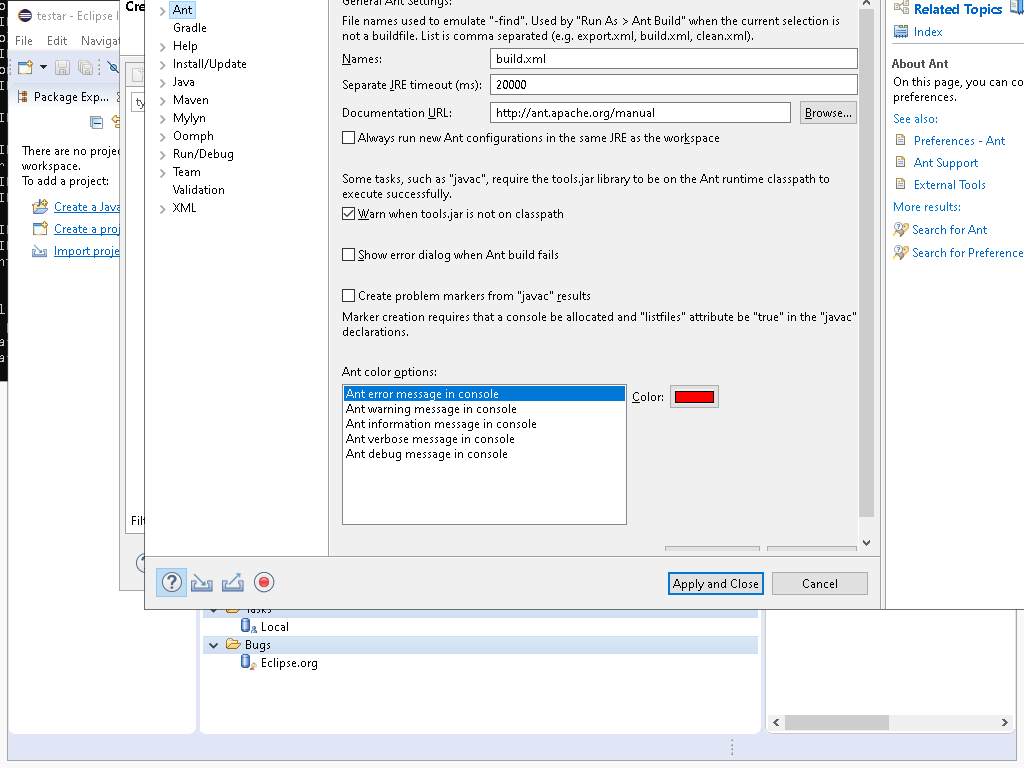 testar - Eclipse I
File Edit Navigat
Package Exp...
There are no proje
workspace.
To add a project:
Create a Java
Create a proj
Import proje
Cre
ty
Filt
Ant
Gradle
Help
Install/Update
Java
Maven
Mylyn
Oomph
Run/Debug
Team
Validation
XML
General Ant Settings:
File names used to emulate "-find". Used by "Run As > Ant Build" when the current selection is
not a buildfile. List is comma separated (e.g. export.xml, build.xml, clean.xml).
Names: build.xml
Separate JRE timeout (ms): 20000
Documentation URL: http://ant.apache.org/manual Browse...
Always run new Ant configurations in the same JRE as the workspace
Some tasks, such as "javac", require the tools.jar library to be on the Ant runtime classpath to
execute successfully.
Warn when tools.jar is not on classpath
Show error dialog when Ant build fails
Create problem markers from "javac" results
Marker creation requires that a console be allocated and "listfiles" attribute be "true" in the "javac"
declarations.
Ant color options:
Ant error message in console
Ant warning message in console
Ant information message in console
Ant verbose message in console
Ant debug message in console
Color:
Apply and Close Cancel
Related Topics
Index
About Ant
On this page, you can co
preferences.
See also:
Preferences - Ant
Ant Support
External Tools
More results:
Search for Ant
Search for Preference
Tasks
Local
Bugs
Eclipse.org